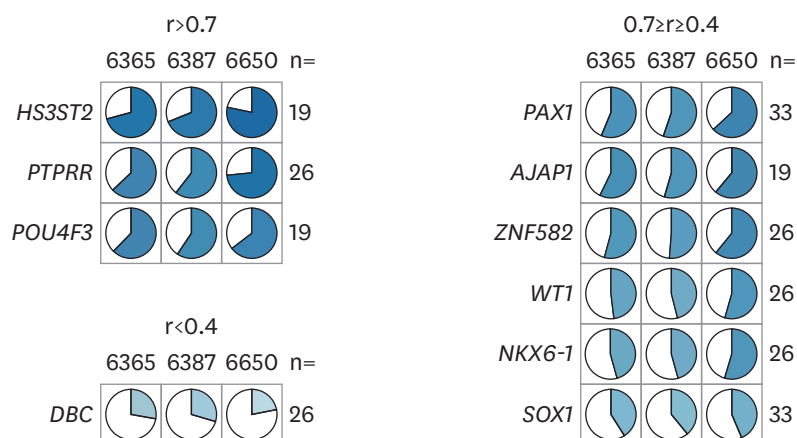 r>0.7
6365 6387 6650 n=
HS3ST2 19
PTPRR 26
POU4F3 19
r<0.4
6365 6387 6650 n=
DBC 26
0.7≥r≥0.4
6365 6387 6650 n=
PAX1 33
AJAP1 19
ZNF582 26
WT1 26
NKX6-1 26
SOX1 33